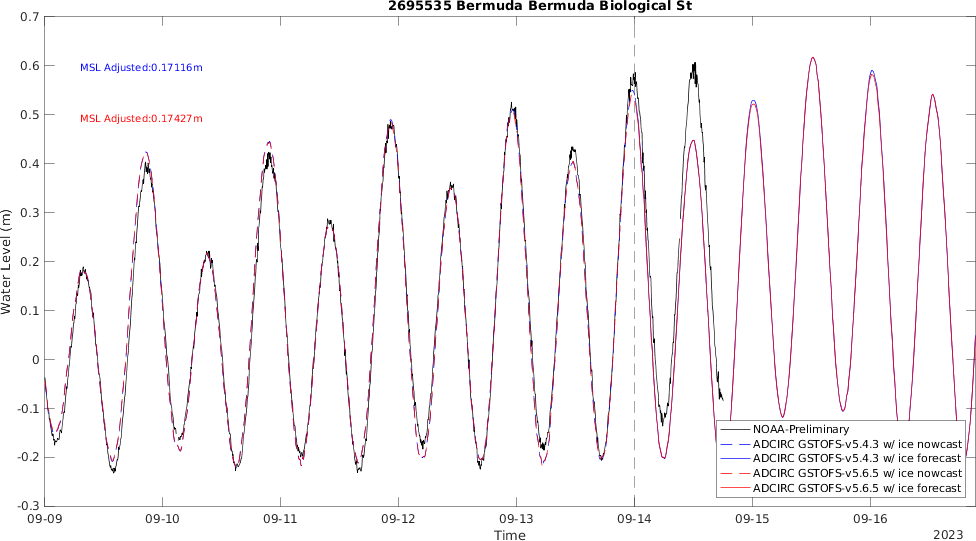 2695535 Bermuda Bermuda Biological St
0.7
0.6
0.5
0.4
0.3
0.2
0.1
0
-0.1
-0.2
-0.3
Water Level (m)
MSL Adjusted:0.17116m
MSL Adjusted:0.17427m
NOAA-Preliminary
ADCIRC GSTOFS-v5.4.3 w/ ice nowcast
ADCIRC GSTOFS-v5.4.3 w/ ice forecast
ADCIRC GSTOFS-v5.6.5 w/ ice nowcast
ADCIRC GSTOFS-v5.6.5 w/ ice forecast
09-09 09-10 09-11 09-12 09-13 09-14 09-15 09-16
Time
2023